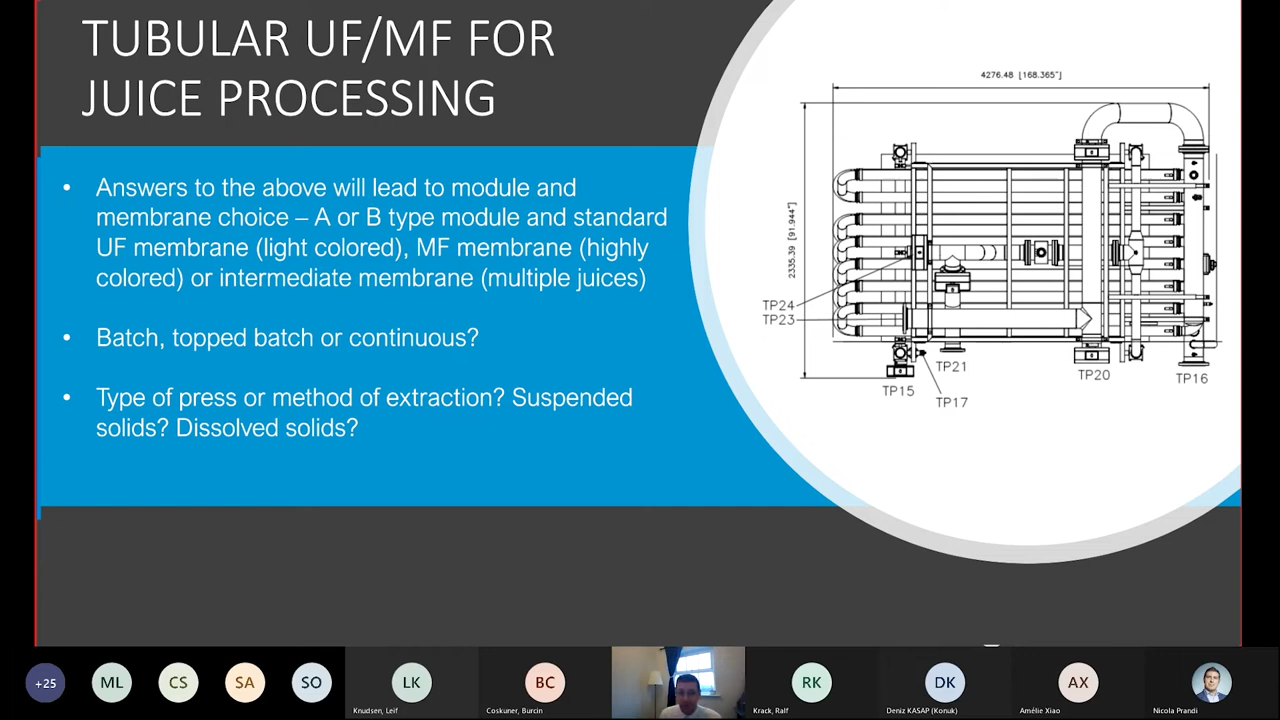 TUBULAR UF/MF FOR
JUICE PROCESSING
• Answers to the above will lead to module and
membrane choice – A or B type module and standard
UF membrane (light colored), MF membrane (highly
colored) or intermediate membrane (multiple juices)
• Batch, topped batch or continuous?
• Type of press or method of extraction? Suspended
solids? Dissolved solids?
4276.48 [168.365"]
2335.39 [91.944"]
TP24
TP23
TP21
TP15
TP17
TP20
TP16
+25
ML
CS
SA
SO
LK
BC
RK
DK
AX
Knudsen, Leif
Coskuner, Burcin
Krack, Ralf
Deniz KASAP (Konuk)
Amélie Xiao
Nicola Prandi